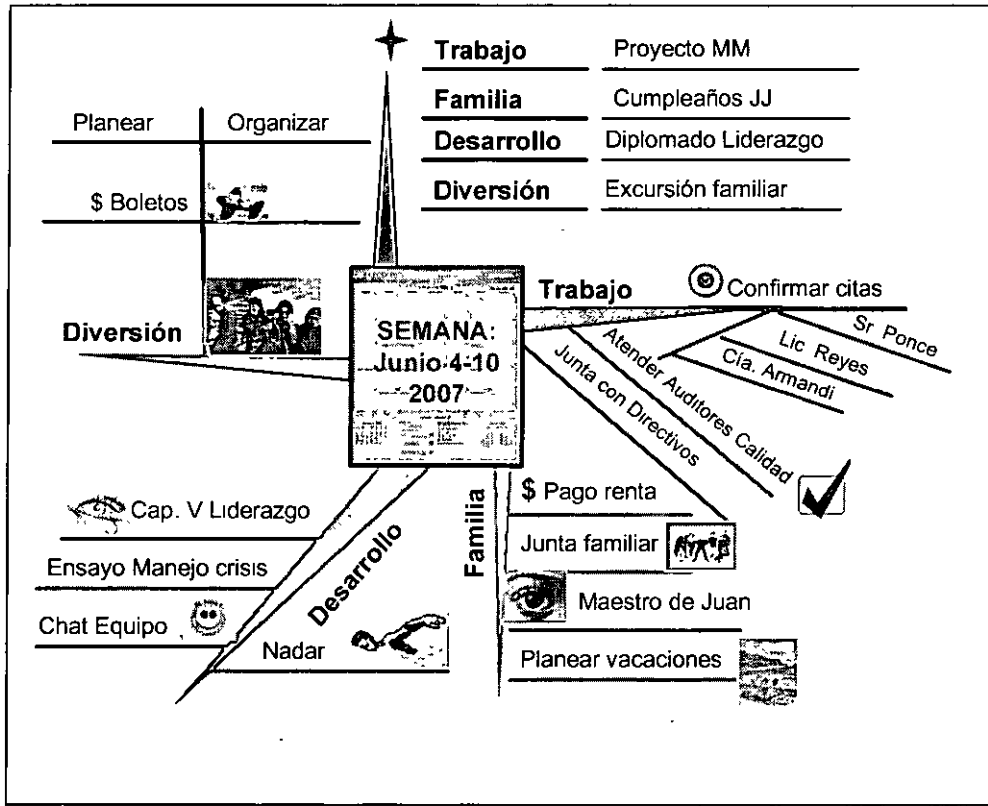 Trabajo Proyecto MM
Familia Cumpleaños JJ
Desarrollo Diplomado Liderazgo
Diversión Excursión familiar
Planear Organizar
$ Boletos
Diversión
SEMANA:
Junio 4-10
2007
Trabajo
Confirmar citas
Sr Ponce
Lic Reyes
Cía. Armandi
Atender Auditores Calidad
Junta con Directivos
Familia
$ Pago renta
Junta familiar
Maestro de Juan
Planear vacaciones
Desarrollo
Cap. V Liderazgo
Ensayo Manejo crisis
Chat Equipo
Nadar